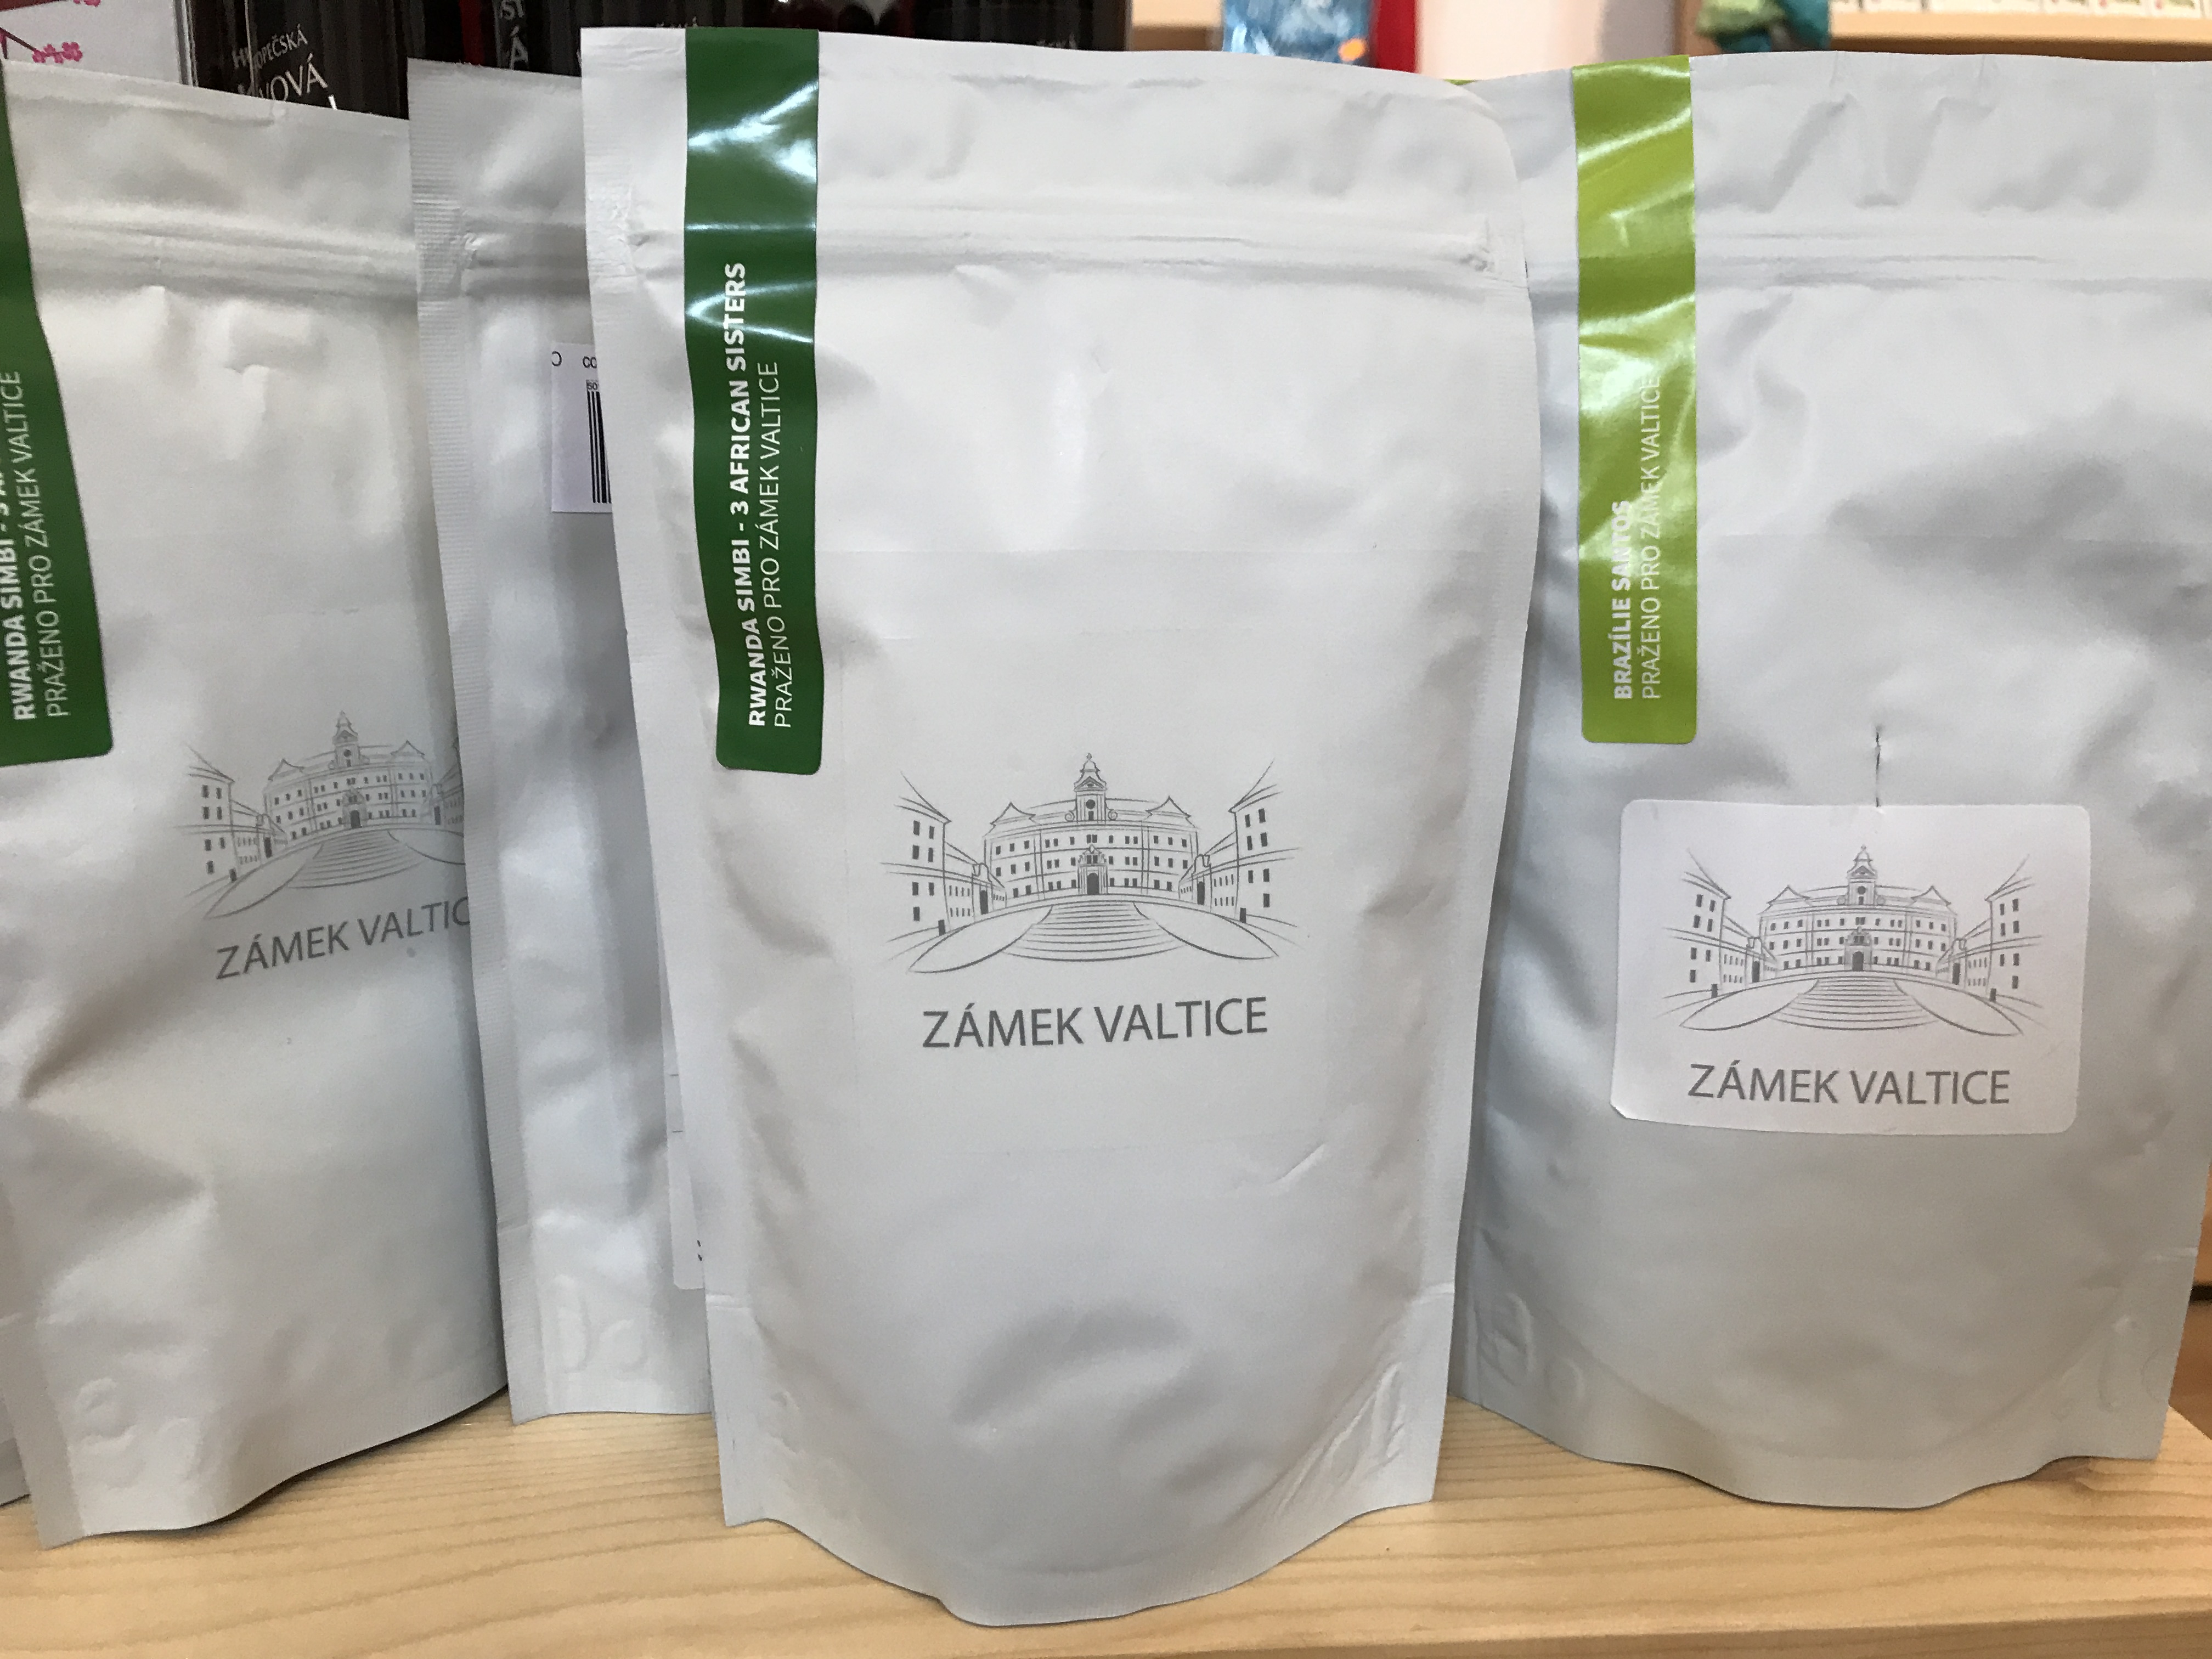 RWANDA SIMBI -
PRAŽENO PRO ZÁMEK VALTICE
ZÁMEK VALTIC
RWANDA SIMBI - 3 AFRICAN SISTERS
PRAŽENO PRO ZÁMEK VALTICE
ZÁMEK VALTICE
BRAZÍLIE SANTOS
PRAŽENO PRO ZÁMEK VALTICE
ZÁMEK VALTICE